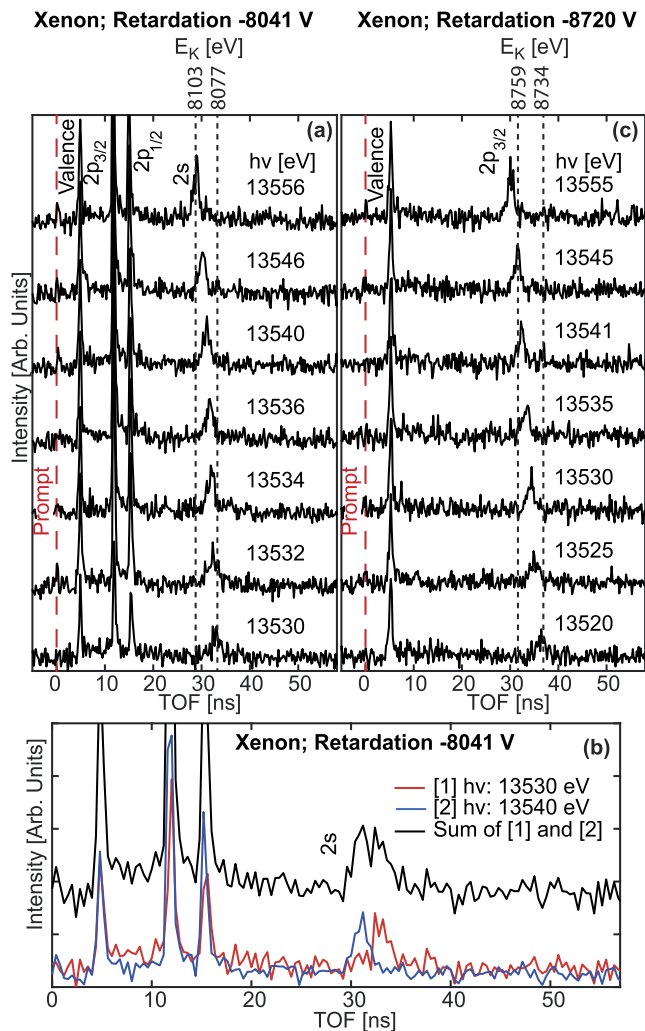 Xenon; Retardation -8041 V
E_K [eV]
8103
8077
(a)
Valence
2p3/2
2p1/2
2s
hν [eV]
13556
13546
13540
13536
13534
13532
13530
Prompt
Intensity [Arb. Units]
0 10 20 30 40 50
TOF [ns]
Xenon; Retardation -8720 V
E_K [eV]
8759
8734
(c)
Valence
2p3/2
hν [eV]
13555
13545
13541
13535
13530
13525
13520
Prompt
0 10 20 30 40 50
TOF [ns]
Xenon; Retardation -8041 V
(b)
[1] hν: 13530 eV
[2] hν: 13540 eV
Sum of [1] and [2]
2s
Intensity [Arb. Units]
0 10 20 30 40 50
TOF [ns]